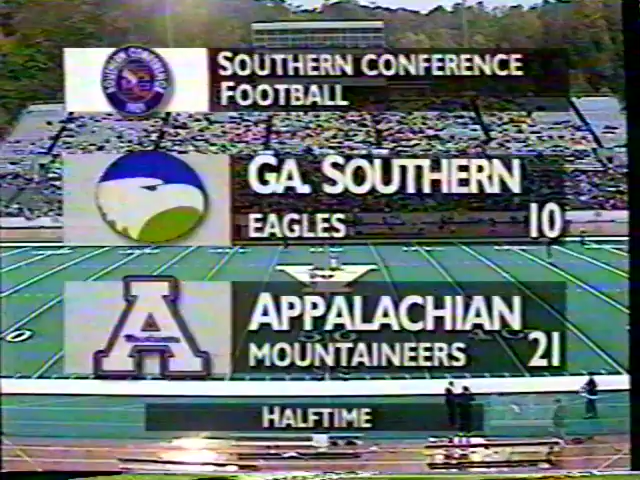 SOUTHERN CONFERENCE
FOOTBALL
GA. SOUTHERN
EAGLES 10
A
APPALACHIAN
MOUNTAINEERS 21
HALFTIME